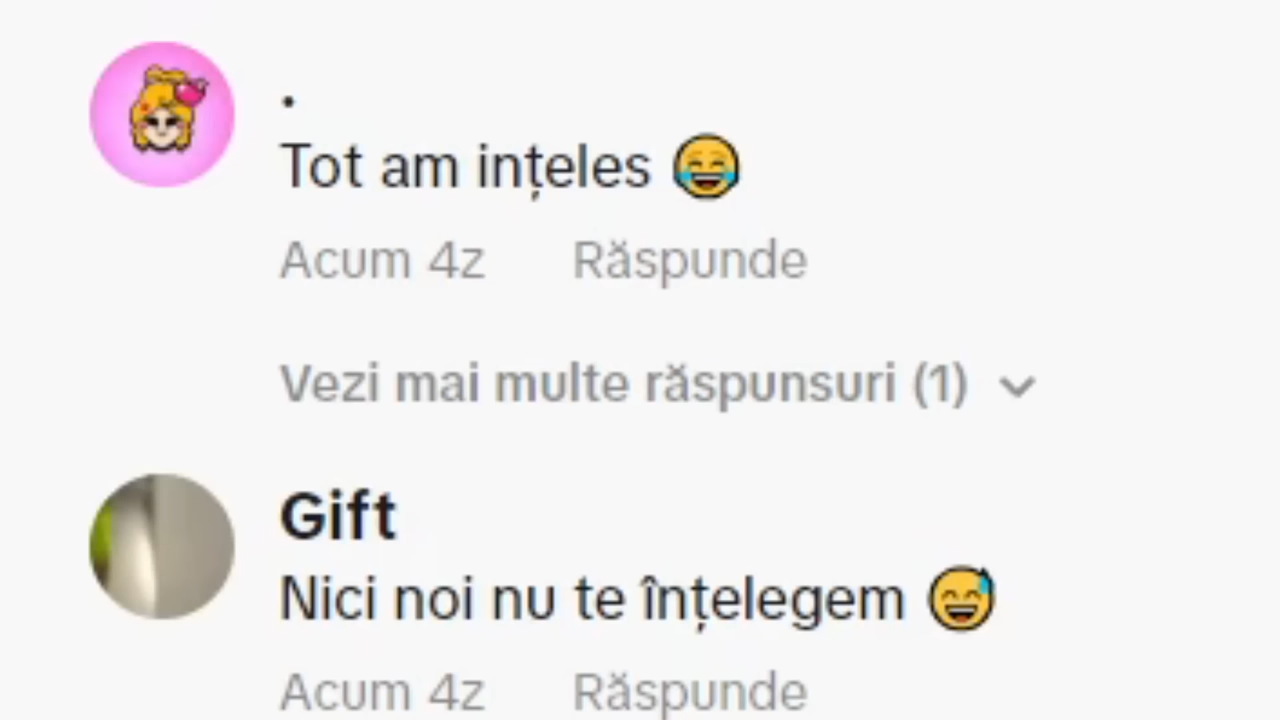 .
Tot am ințeles 😂
Acum 4z Răspunde
Vezi mai multe răspunsuri (1)
Gift
Nici noi nu te înțelegem 😅
Acum 4z Răspunde